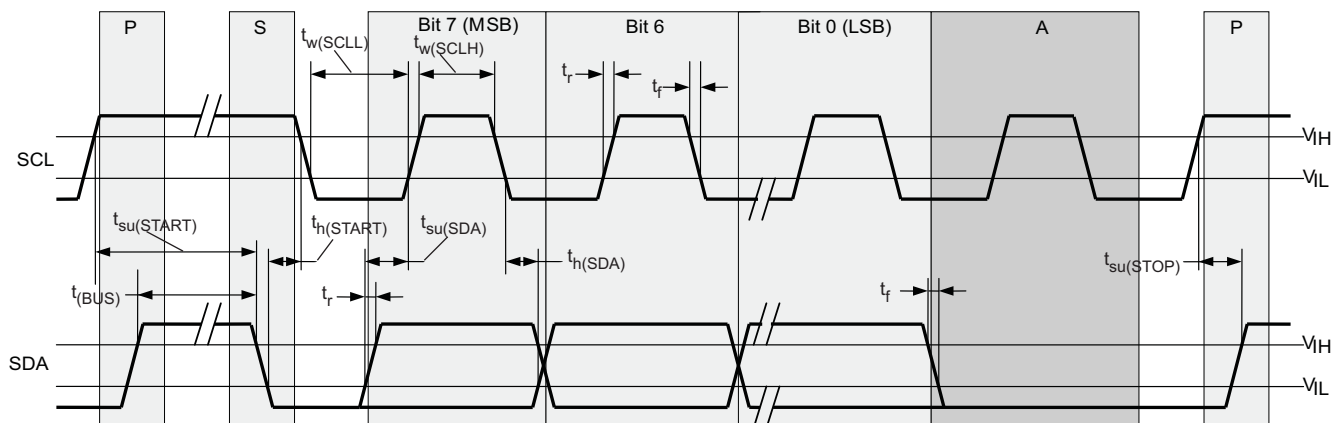 P
S
Bit 7 (MSB)
Bit 6
Bit 0 (LSB)
A
P
tw(SCLL)
tw(SCLH)
tr
tf
SCL
VIH
VIL
tsu(START)
th(START)
tsu(SDA)
th(SDA)
tsu(STOP)
t(BUS)
tr
tf
SDA
VIH
VIL